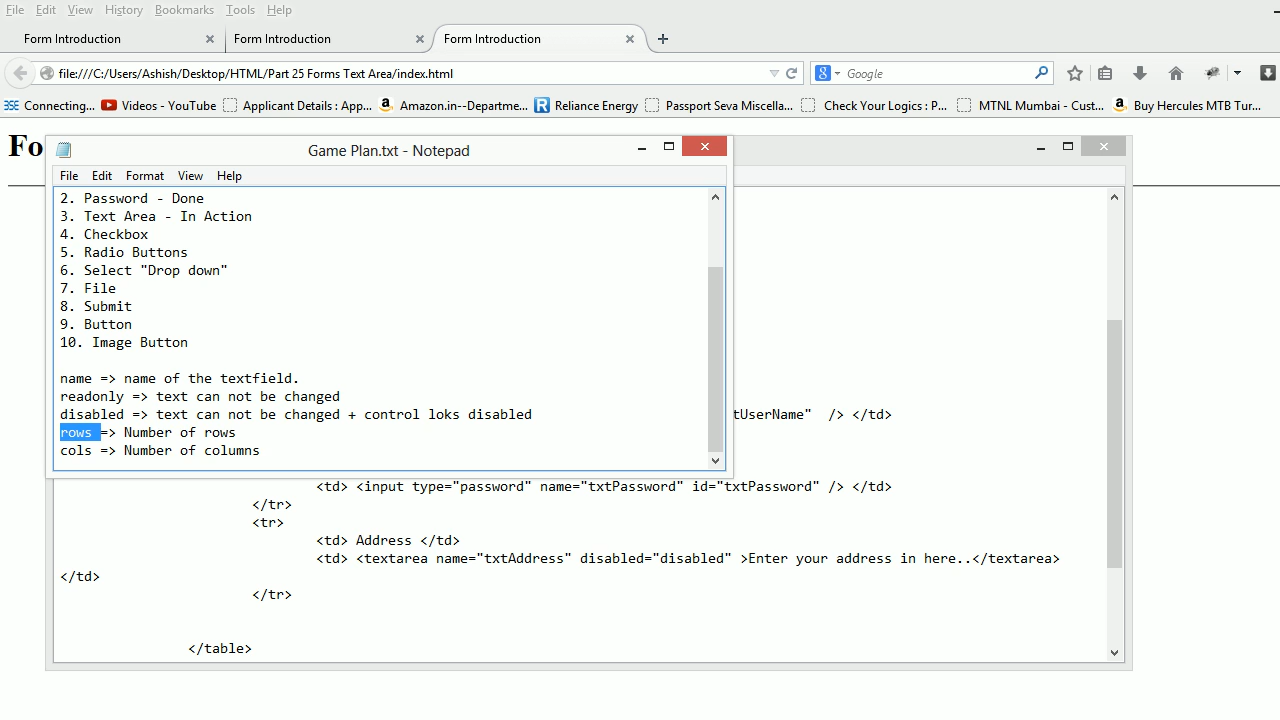 File Edit View History Bookmarks Tools Help
Form Introduction × Form Introduction × Form Introduction × +
file:///C:/Users/Ashish/Desktop/HTML/Part 25 Forms Text Area/index.html
Google
Connecting... Videos - YouTube Applicant Details : App... Amazon.in--Departme... Reliance Energy Passport Seva Miscella... Check Your Logics : P... MTNL Mumbai - Cust... Buy Hercules MTB Tur...
Fo
Game Plan.txt - Notepad
File Edit Format View Help
2. Password - Done
3. Text Area - In Action
4. Checkbox
5. Radio Buttons
6. Select "Drop down"
7. File
8. Submit
9. Button
10. Image Button
name => name of the textfield.
readonly => text can not be changed
disabled => text can not be changed + control loks disabled
rows => Number of rows
cols => Number of columns
tUserName" /> </td>
<td> <input type="password" name="txtPassword" id="txtPassword" /> </td>
</tr>
<tr>
<td> Address </td>
<td> <textarea name="txtAddress" disabled="disabled" >Enter your address in here..</textarea>
</td>
</tr>
</table>